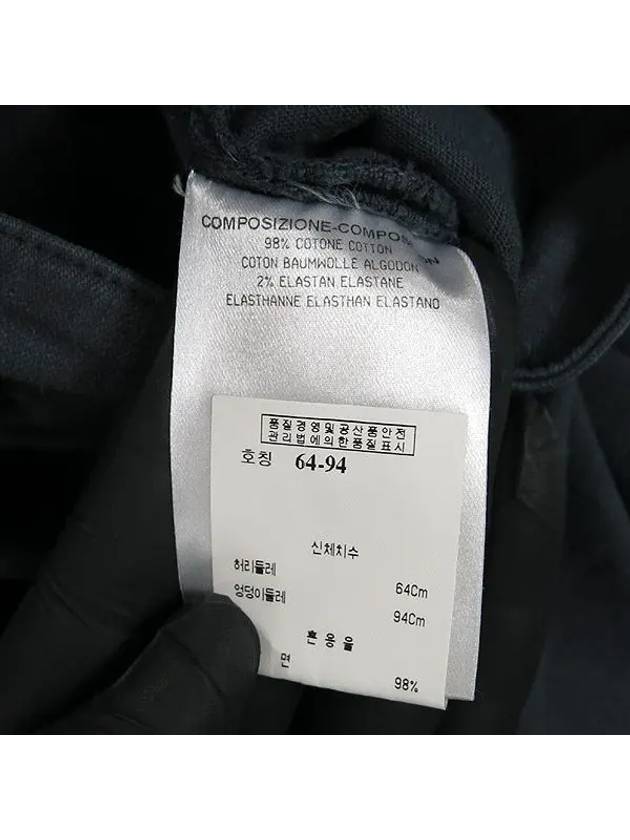 COMPOSIZIONE-COMPOSITION
98% COTONE COTTON
COTON BAUMWOLLE ALGODON
2% ELASTAN ELASTANE
ELASTHANNE ELASTHAN ELASTANO
품질경영및공산품안전
관리법에의한품질표시
호칭 64-94
신체치수
허리둘레 64Cm
엉덩이둘레 94Cm
혼용율
면 98%